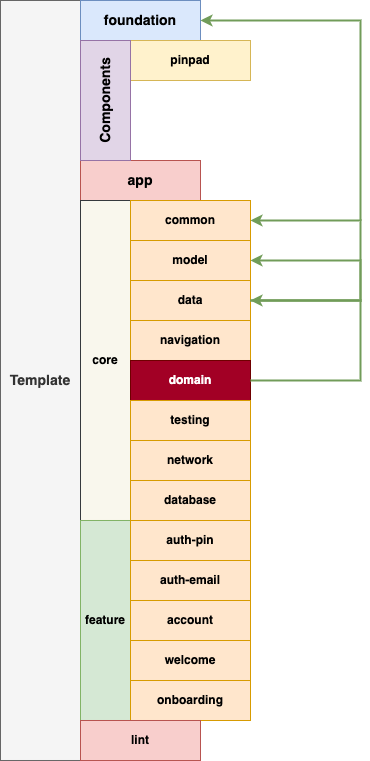 foundation
Components
pinpad
app
Template
core
common
model
data
navigation
domain
testing
network
database
feature
auth-pin
auth-email
account
welcome
onboarding
lint